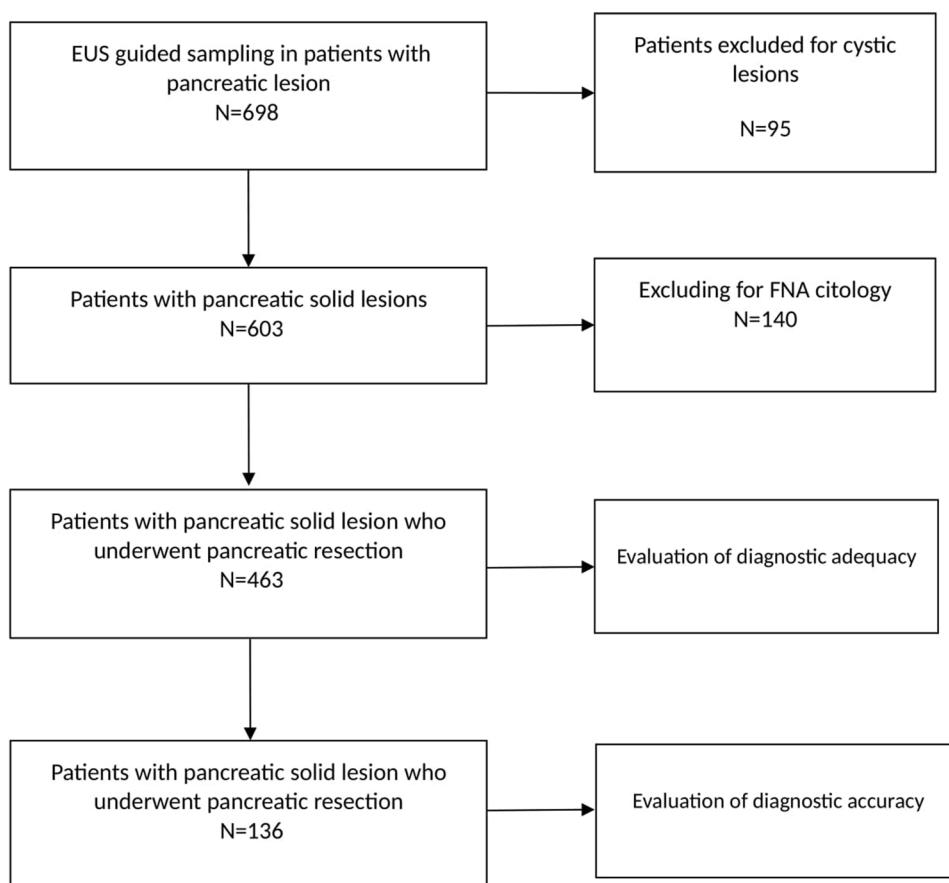 EUS guided sampling in patients with
pancreatic lesion
N=698
Patients excluded for cystic
lesions
N=95
Patients with pancreatic solid lesions
N=603
Excluding for FNA citology
N=140
Patients with pancreatic solid lesion who
underwent pancreatic resection
N=463
Evaluation of diagnostic adequacy
Patients with pancreatic solid lesion who
underwent pancreatic resection
N=136
Evaluation of diagnostic accuracy